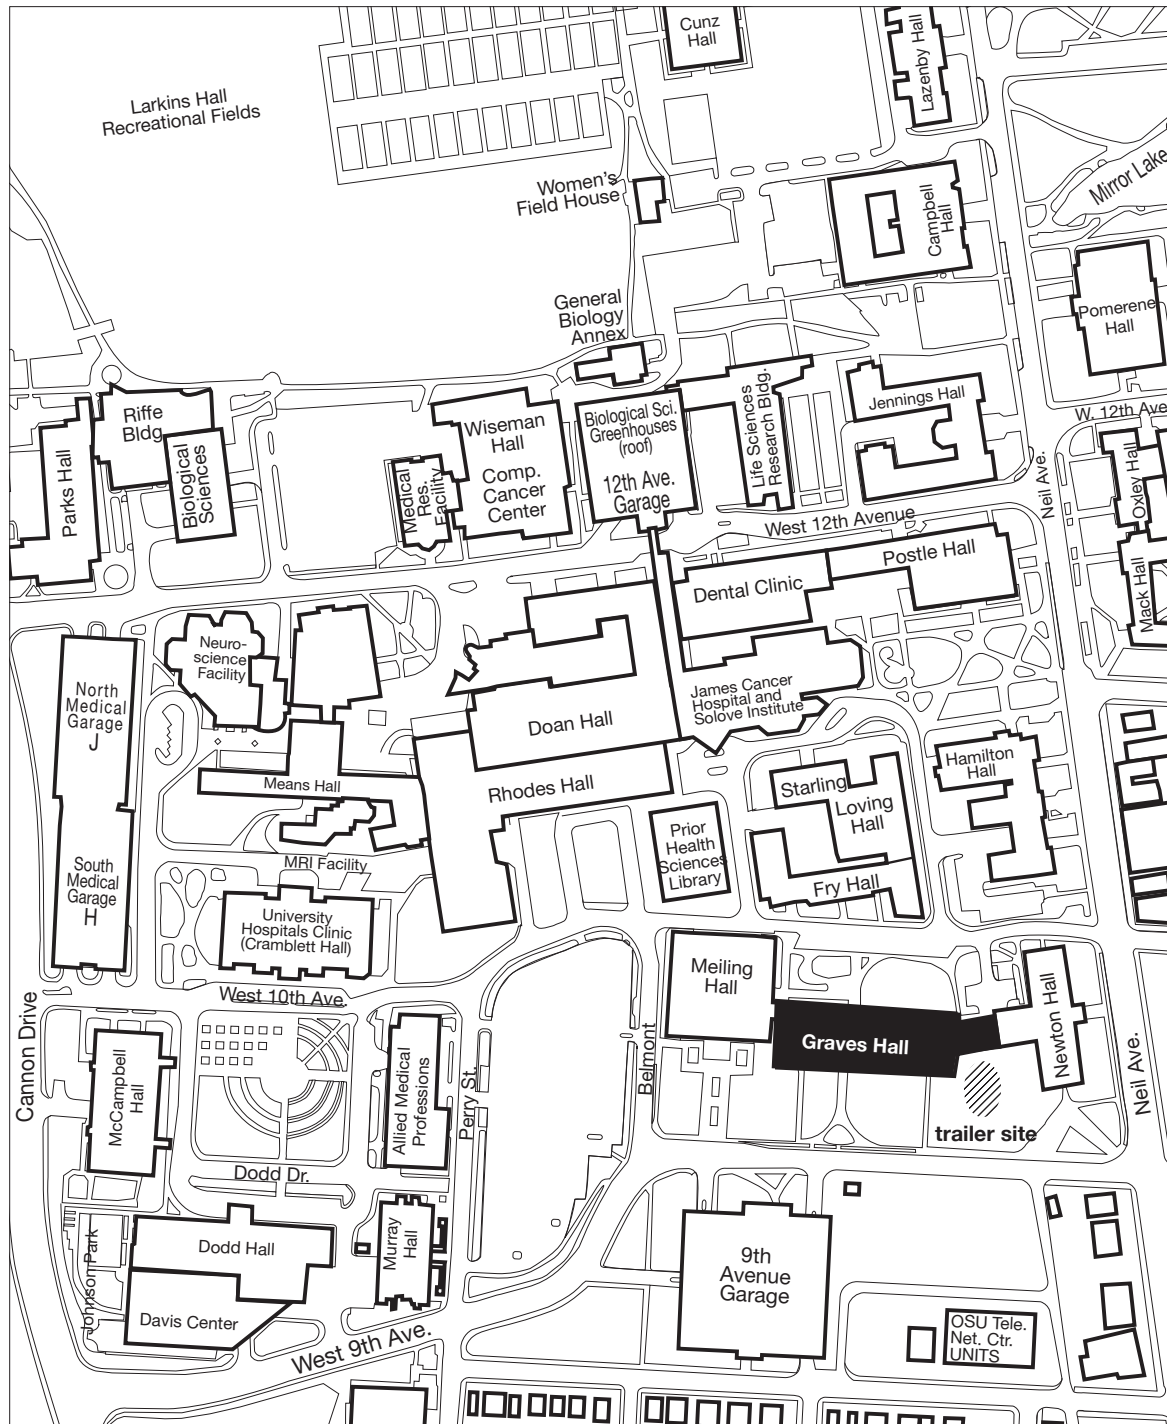 Cunz
Hall
Lazenby Hall
Larkins Hall
Recreational Fields
Women's
Field House
Mirror Lake
Campbell
Hall
General
Biology
Annex
Pomerene
Hall
Riffe
Bldg.
Parks Hall
Biological
Sciences
Medical
Res.
Facility
Wiseman
Hall
Comp.
Cancer
Center
Biological Sci.
Greenhouses
(roof)
12th Ave.
Garage
Life Sciences
Research Bldg.
Jennings Hall
W. 12th Ave
Oxley Hall
Neil Ave.
West 12th Avenue
Postle Hall
Dental Clinic
Mack Hall
Neuro-
science
Facility
North
Medical
Garage
J
James Cancer
Hospital and
Solove Institute
Doan Hall
Hamilton
Hall
Means Hall
Rhodes Hall
Starling
Loving
Hall
Prior
Health
Sciences
Library
MRI Facility
South
Medical
Garage
H
Fry Hall
University
Hospitals Clinic
(Cramblett Hall)
West 10th Ave.
Meiling
Hall
Newton Hall
Cannon Drive
Graves Hall
McCampbell
Hall
Allied Medical
Professions
Perry St.
Belmont
Neil Ave.
trailer site
Dodd Dr.
Johnson Park
Dodd Hall
Murray
Hall
9th
Avenue
Garage
Davis Center
West 9th Ave.
OSU Tele.
Net. Ctr.
UNITS